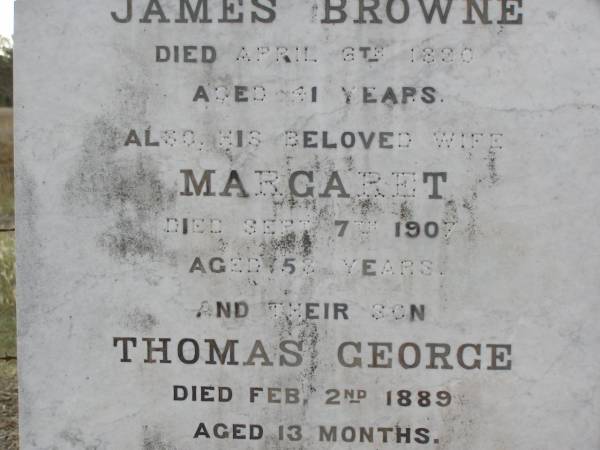 JAMES BROWNE
DIED APRIL 6TH
AGED YEARS.
ALSO, HIS BELOVED WIFE
MARGARET
DIED SEPT 7TH 1907
AGED YEARS.
AND THEIR SON
THOMAS GEORGE
DIED FEB. 2ND 1889
AGED 13 MONTHS.